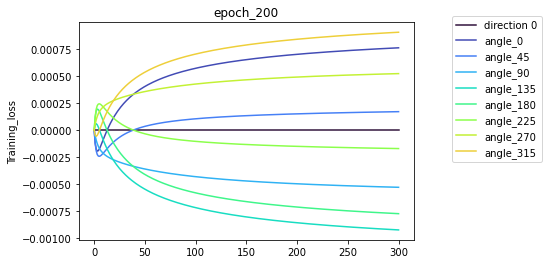 epoch_200
Training_loss
0.00075
0.00050
0.00025
0.00000
−0.00025
−0.00050
−0.00075
−0.00100
0 50 100 150 200 250 300
direction 0
angle_0
angle_45
angle_90
angle_135
angle_180
angle_225
angle_270
angle_315